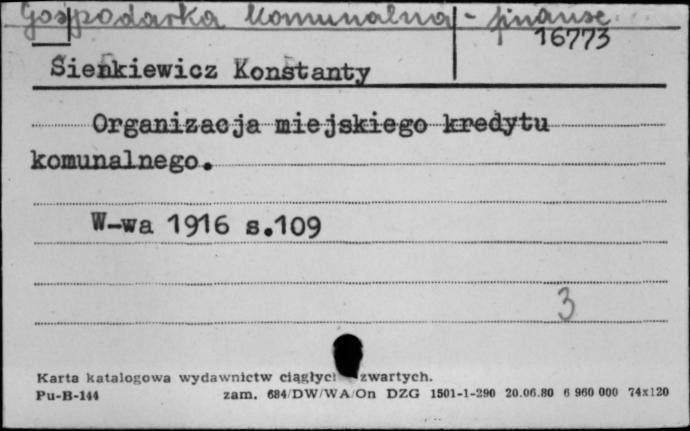 Gospodarka komunalna - finanse
16773
Sienkiewicz Konstanty
Organizacja miejskiego kredytu
komunalnego.
W-wa 1916 s.109
3
Karta katalogowa wydawnictw ciągłyc zwartych.
Pu-B-144 zam. 684/DW/WA/On DZG 1501-1-290 20.06.80 6 960 000 74x120